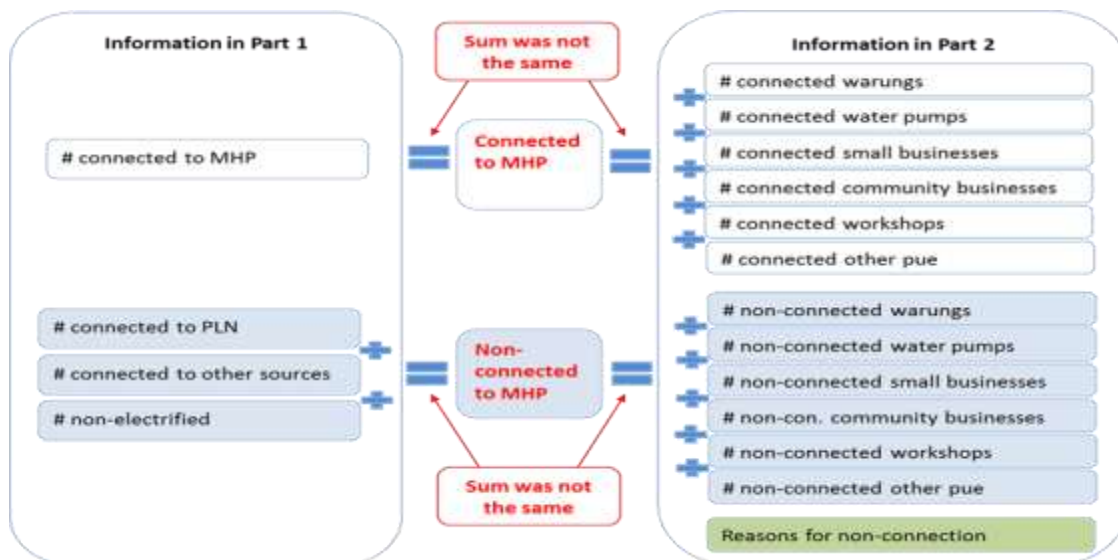 Information in Part 1
# connected to MHP
# connected to PLN
# connected to other sources
# non-electrified
Sum was not
the same
Connected
to MHP
Non-
connected
to MHP
Sum was not
the same
Information in Part 2
# connected warungs
# connected water pumps
# connected small businesses
# connected community businesses
# connected workshops
# connected other pue
# non-connected warungs
# non-connected water pumps
# non-connected small businesses
# non-con. community businesses
# non-connected workshops
# non-connected other pue
Reasons for non-connection